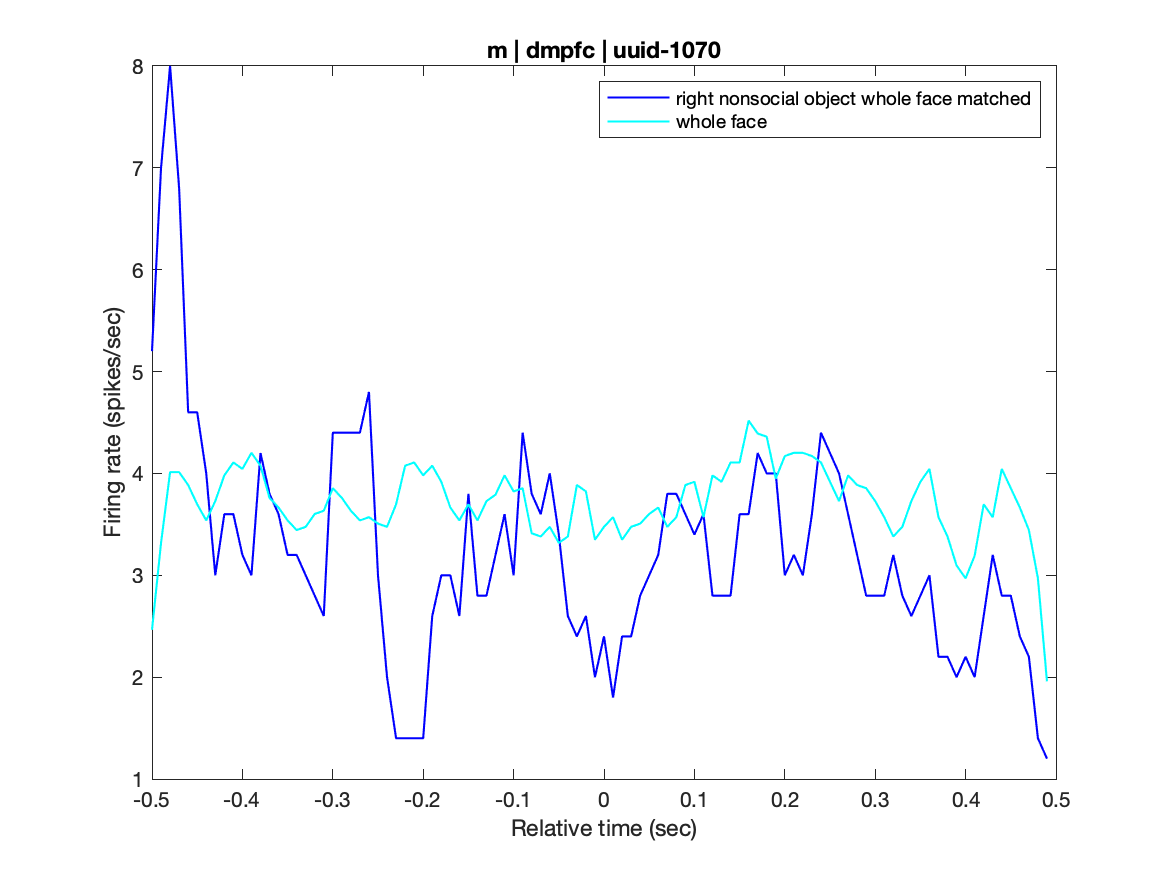 m | dmpfc | uuid-1070
right nonsocial object whole face matched
whole face
8
7
6
5
4
3
2
1
Firing rate (spikes/sec)
-0.5 -0.4 -0.3 -0.2 -0.1 0 0.1 0.2 0.3 0.4 0.5
Relative time (sec)